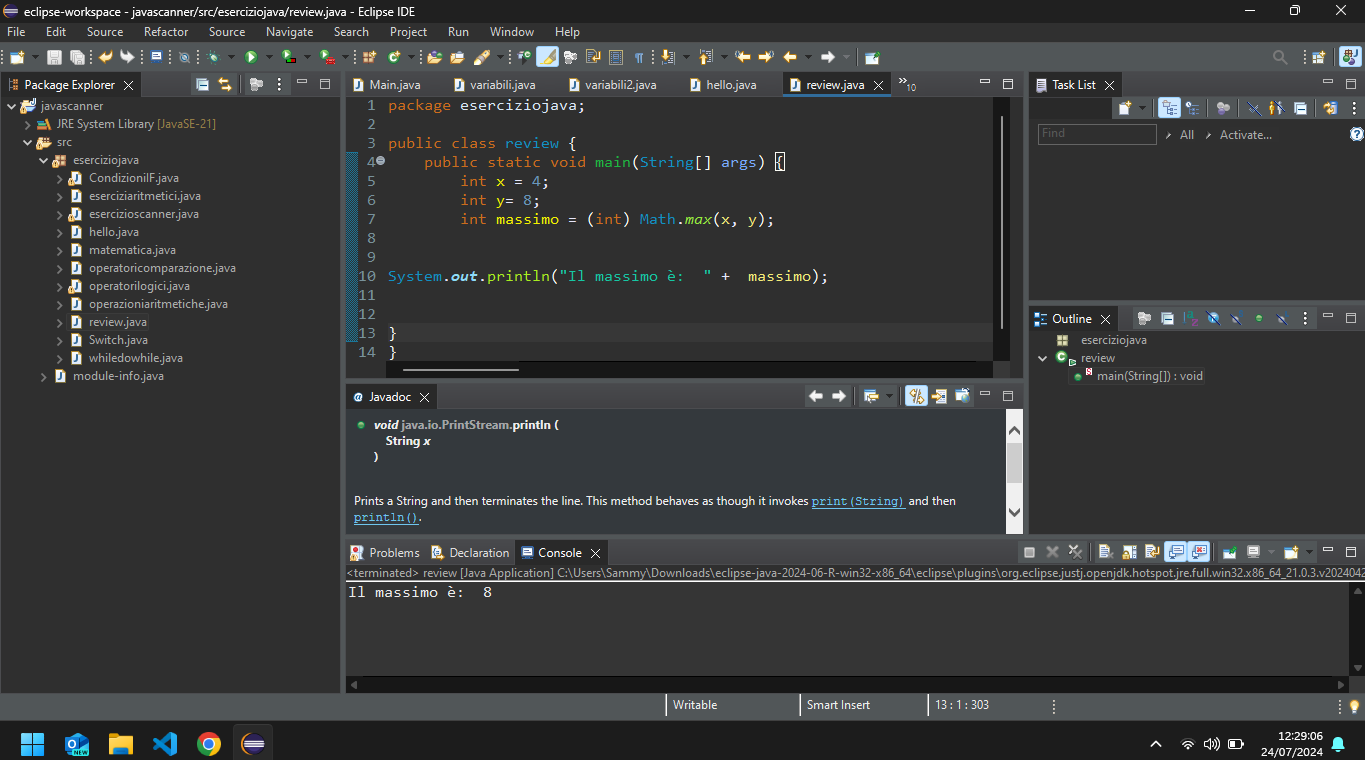 eclipse-workspace - javascanner/src/eserciziojava/review.java - Eclipse IDE
File Edit Source Refactor Source Navigate Search Project Run Window Help
Package Explorer
javascanner
JRE System Library [JavaSE-21]
src
eserciziojava
CondizioniIF.java
eserciziaritmetici.java
esercizioscanner.java
hello.java
matematica.java
operatoricomparazione.java
operatorilogici.java
operazioniaritmetiche.java
review.java
Switch.java
whiledowhile.java
module-info.java
Main.java variabili.java variabili2.java hello.java review.java »10
1 package eserciziojava;
2
3 public class review {
4 public static void main(String[] args) {
5 int x = 4;
6 int y= 8;
7 int massimo = (int) Math.max(x, y);
8
9
10 System.out.println("Il massimo è:  " +  massimo);
11
12
13 }
14 }
Javadoc
void java.io.PrintStream.println (
String x
)
Prints a String and then terminates the line. This method behaves as though it invokes print(String) and then
println().
Problems Declaration Console
<terminated> review [Java Application] C:\Users\Sammy\Downloads\eclipse-java-2024-06-R-win32-x86_64\eclipse\plugins\org.eclipse.justj.openjdk.hotspot.jre.full.win32.x86_64_21.0.3.v2024042
Il massimo è:  8
Task List
Find All Activate...
Outline
eserciziojava
review
main(String[]) : void
Writable Smart Insert 13 : 1 : 303
NEW
12:29:06
24/07/2024